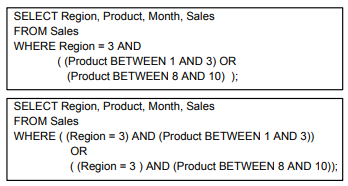 SELECT Region, Product, Month, Sales
FROM Sales
WHERE Region = 3 AND
( (Product BETWEEN 1 AND 3) OR
(Product BETWEEN 8 AND 10) );
SELECT Region, Product, Month, Sales
FROM Sales
WHERE ( (Region = 3) AND (Product BETWEEN 1 AND 3))
OR
( (Region = 3 ) AND (Product BETWEEN 8 AND 10));